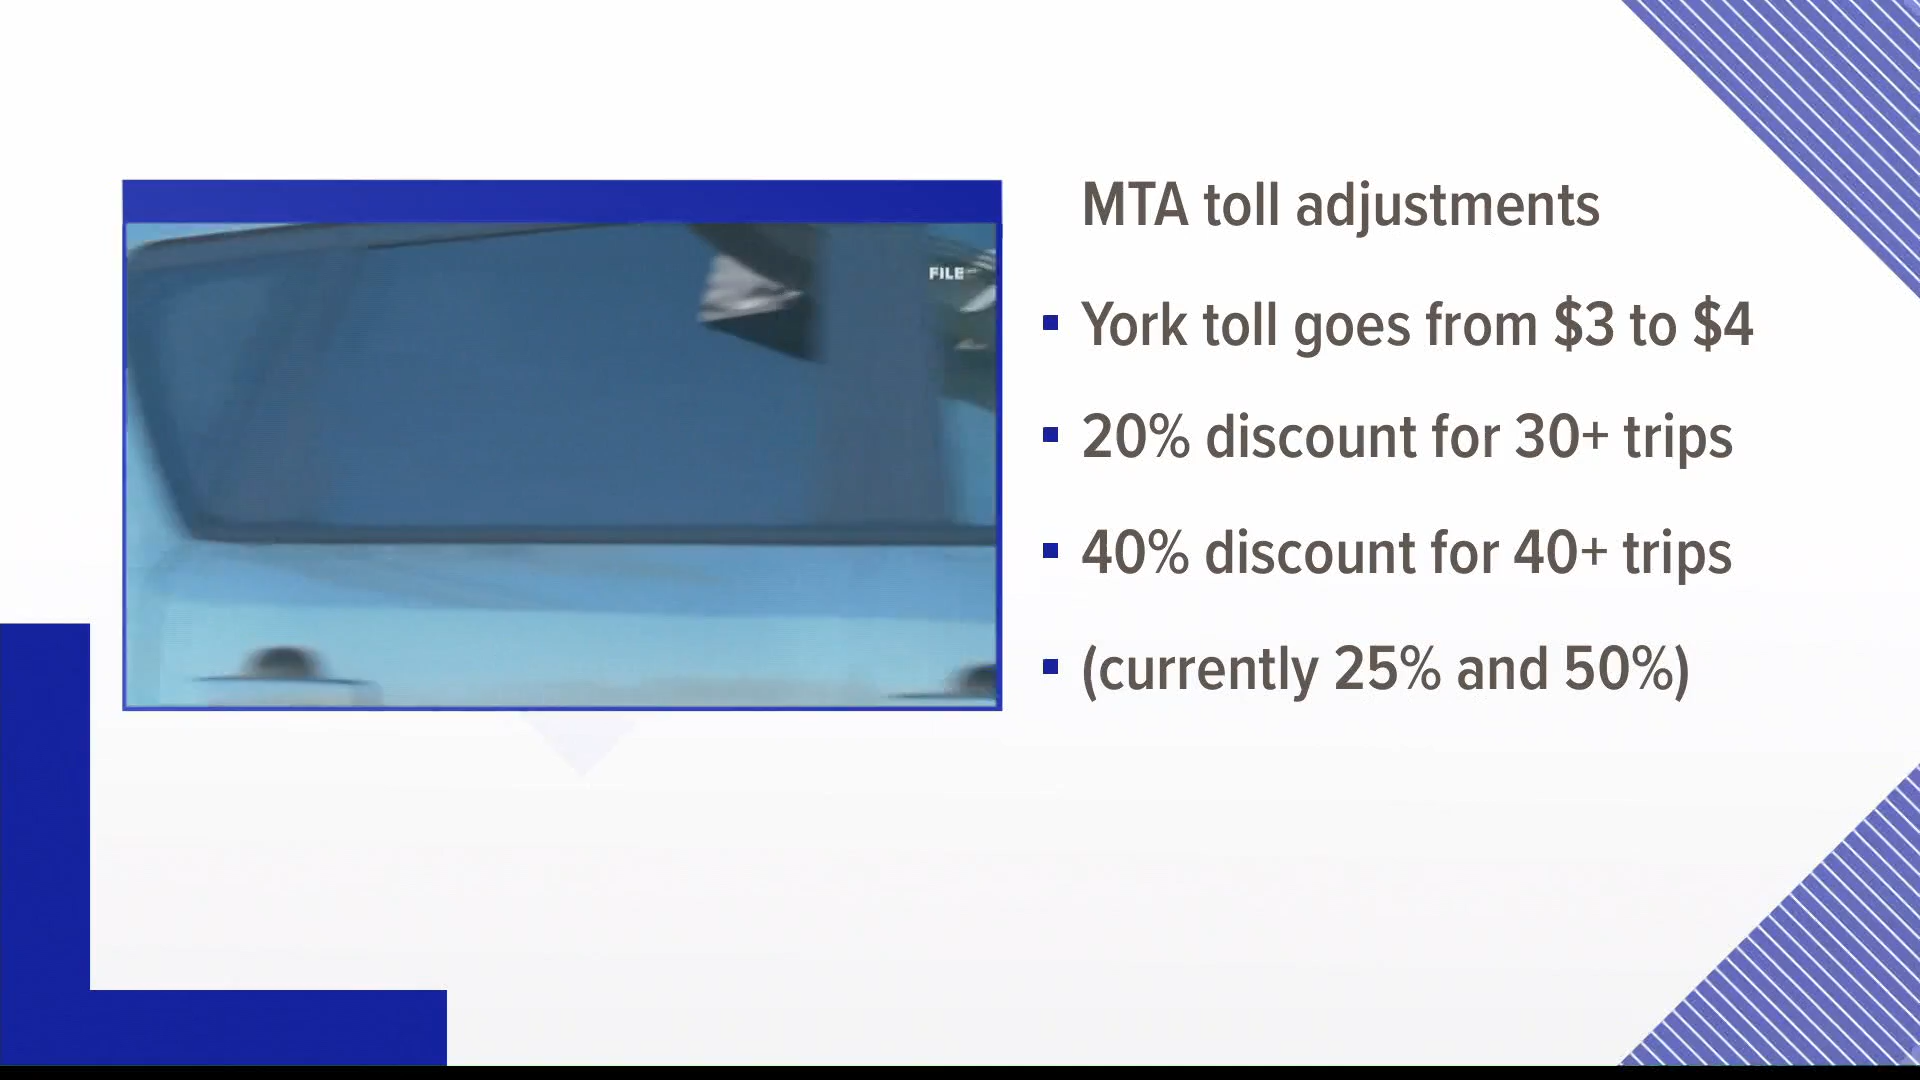 FILE
MTA toll adjustments
York toll goes from $3 to $4
20% discount for 30+ trips
40% discount for 40+ trips
(currently 25% and 50%)